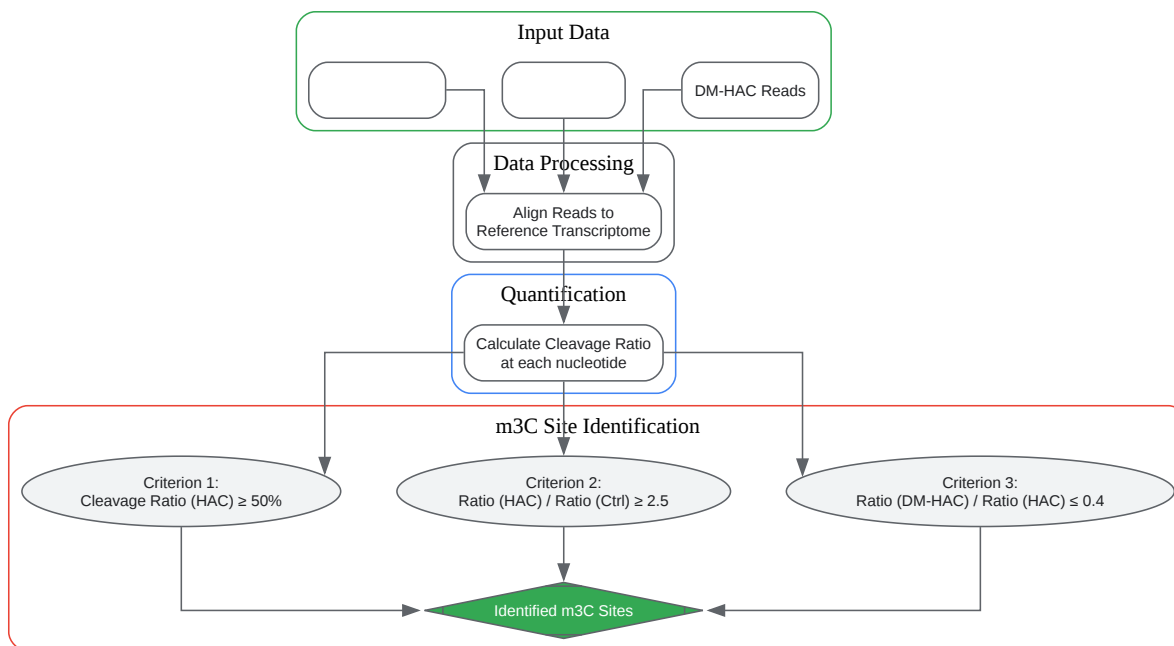 Input Data
DM-HAC Reads
Data Processing
Align Reads to
Reference Transcriptome
Quantification
Calculate Cleavage Ratio
at each nucleotide
m3C Site Identification
Criterion 1:
Cleavage Ratio (HAC) ≥ 50%
Criterion 2:
Ratio (HAC) / Ratio (Ctrl) ≥ 2.5
Criterion 3:
Ratio (DM-HAC) / Ratio (HAC) ≤ 0.4
Identified m3C Sites